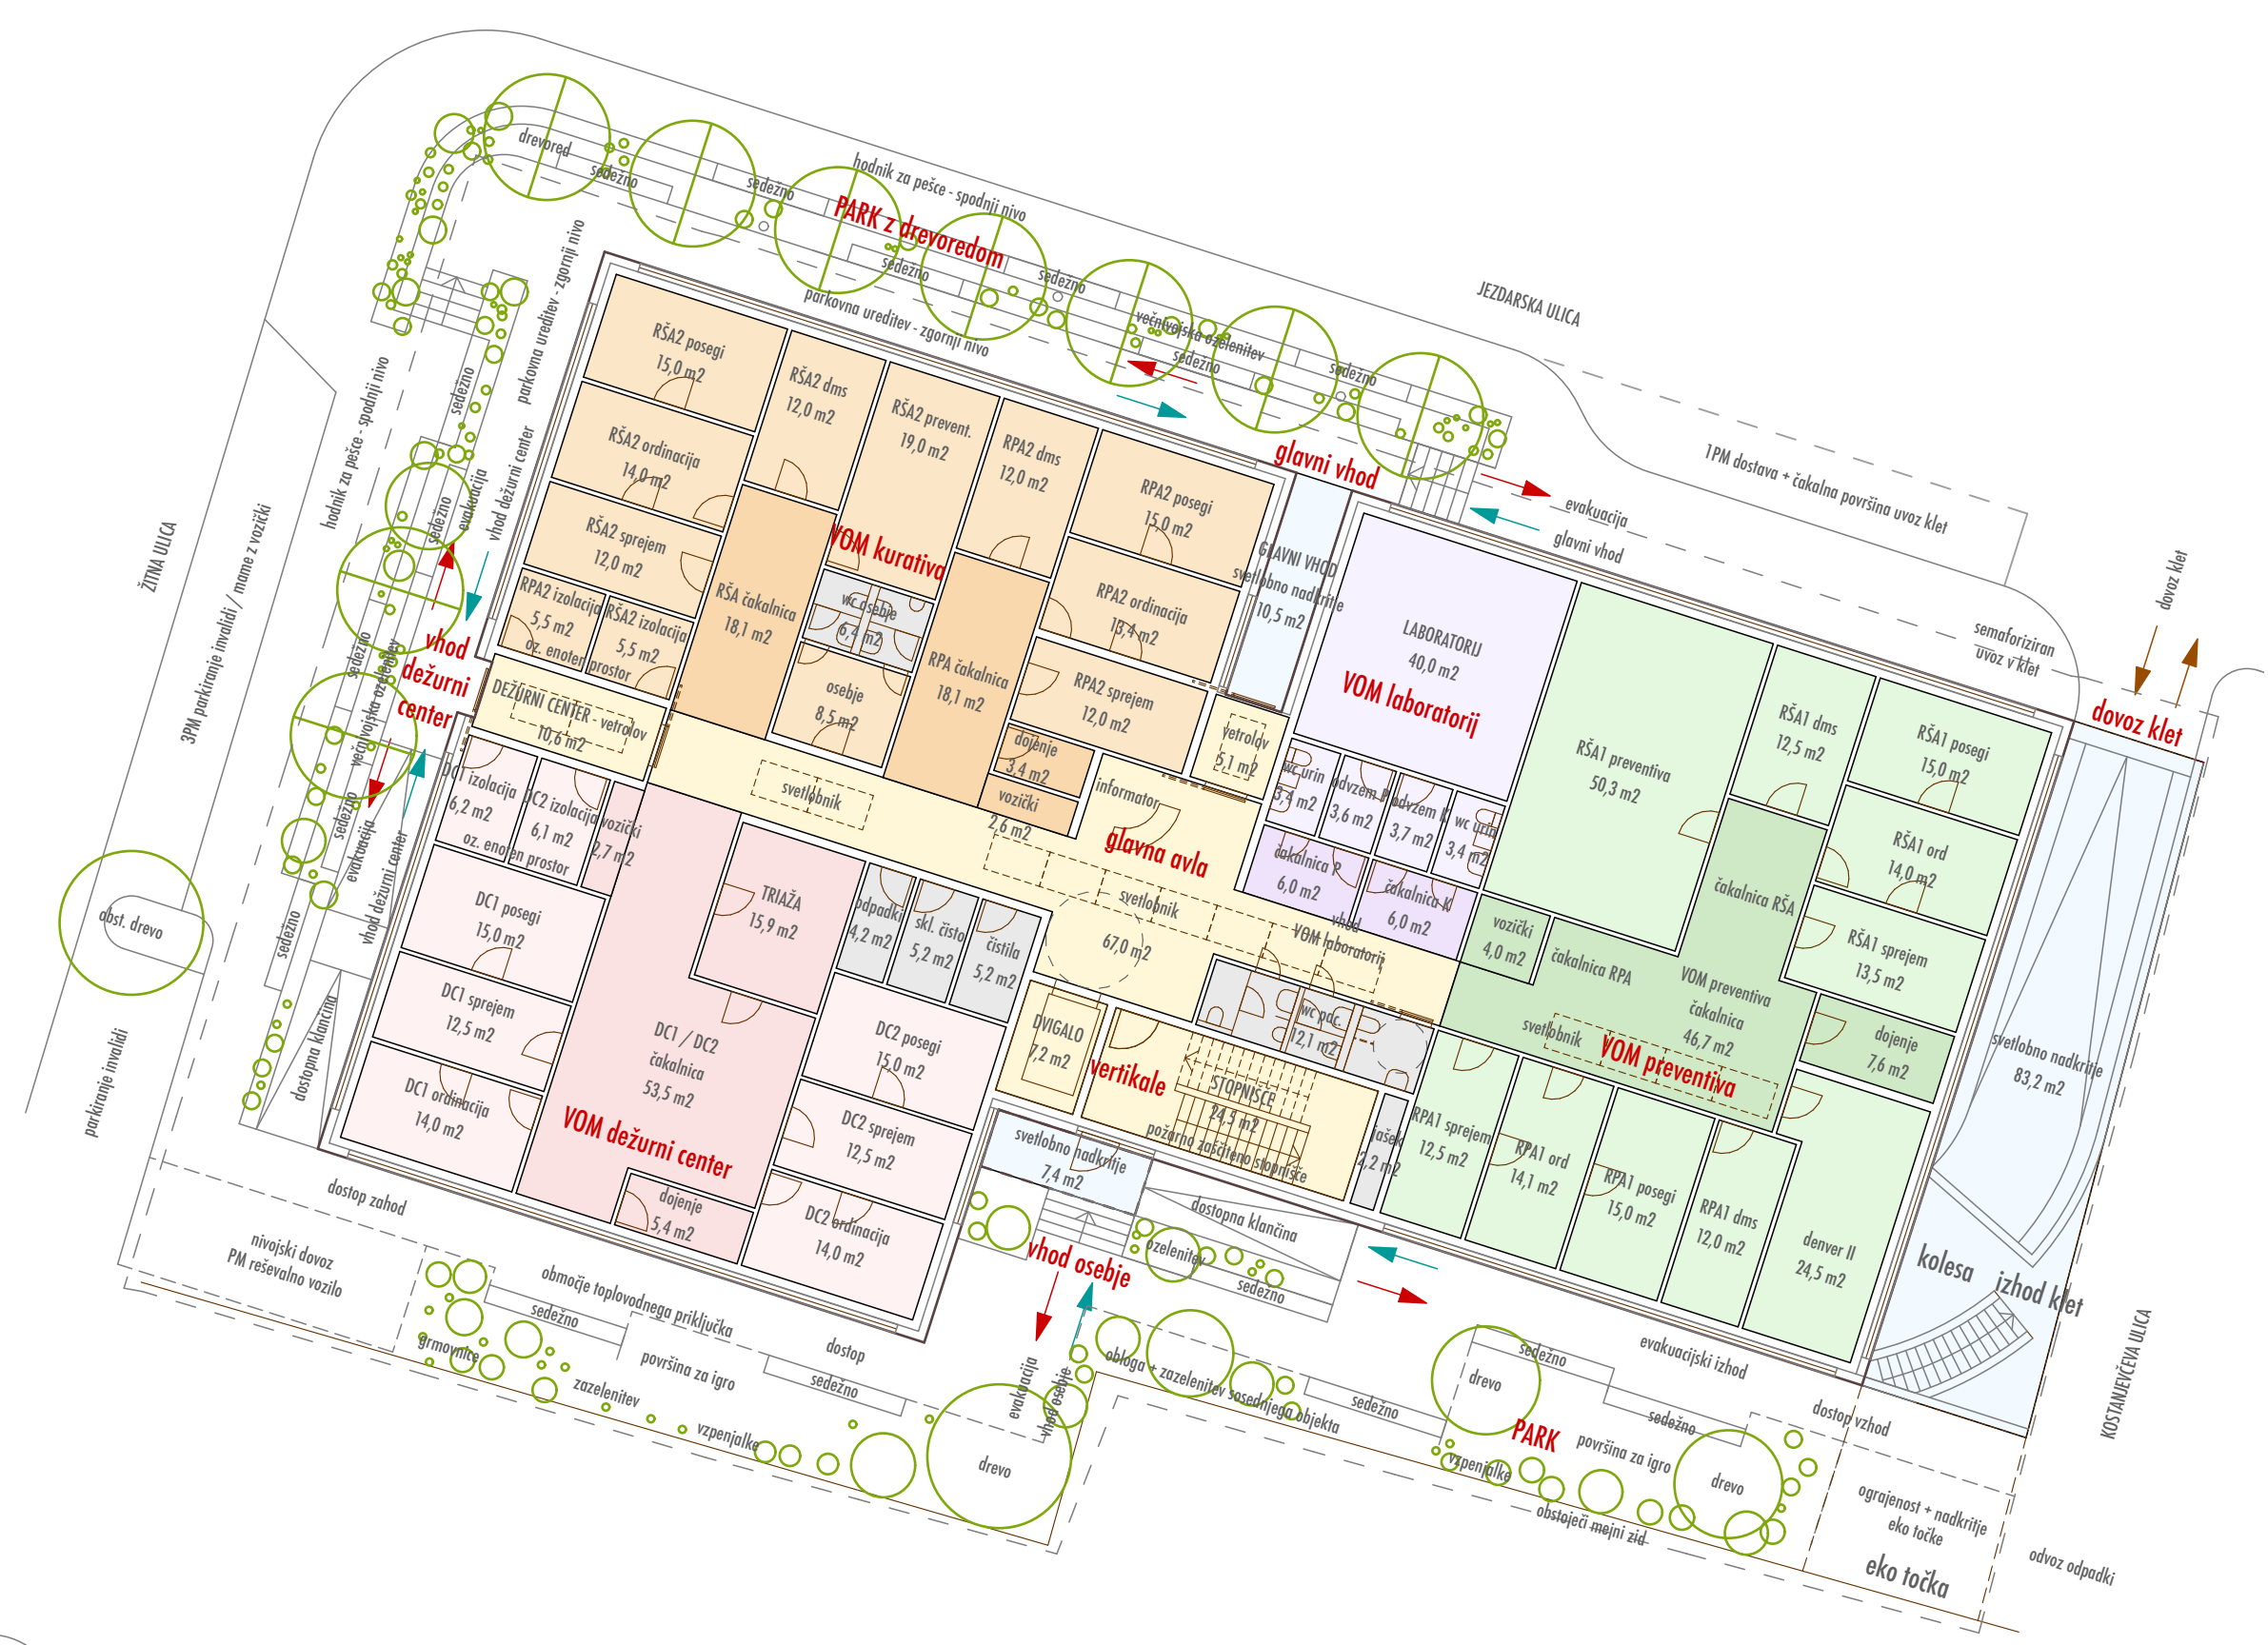 drevored
sedežno
sedežno
hodnik za pešce - spodnji nivo
PARK z drevoredom
sedežno
sedežno
parkovna ureditev - zgornji nivo
večnivojska ozelenitev
sedežno
sedežno
JEZDARSKA ULICA
1PM dostava + čakalna površina uvoz klet
glavni vhod
evakuacija
glavni vhod
semaforiziran
uvoz v klet
dovoz klet
dovoz klet
ŽITNA ULICA
3PM parkiranje invalidi / mame z vozički
hodnik za pešce - spodnji nivo
parkovna ureditev - zgornji nivo
sedežno
sedežno
evakuacija
vhod dežurni center
vhod
dežurni
center
sedežno
večnivojska ozelenitev
sedežno
evakuacija
vhod dežurni center
sedežno
dostopna klančina
obst. drevo
parkiranje invalidi
RŠA2 posegi
15,0 m2
RŠA2 dms
12,0 m2
RŠA2 prevent.
19,0 m2
RPA2 dms
12,0 m2
RPA2 posegi
15,0 m2
RŠA2 ordinacija
14,0 m2
RŠA2 sprejem
12,0 m2
RPA2 izolacija
5,5 m2
RŠA2 izolacija
5,5 m2
oz. enoten prostor
VOM kurativa
RŠA čakalnica
18,1 m2
wc osebje
6,4 m2
osebje
8,5 m2
RPA čakalnica
18,1 m2
RPA2 ordinacija
13,4 m2
RPA2 sprejem
12,0 m2
dojenje
3,4 m2
vozički
2,6 m2
GLAVNI VHOD
svetlobno nadkritje
10,5 m2
vetrolov
5,1 m2
DEŽURNI CENTER - vetrolov
10,6 m2
svetlobnik
informator
glavna avla
svetlobnik
67,0 m2
vhod
VOM laboratorij
LABORATORIJ
40,0 m2
VOM laboratorij
wc urin
3,4 m2
odvzem P
3,6 m2
odvzem K
3,7 m2
wc urin
3,4 m2
čakalnica P
6,0 m2
čakalnica K
6,0 m2
RŠA1 preventiva
50,3 m2
RŠA1 dms
12,5 m2
RŠA1 posegi
15,0 m2
RŠA1 ord
14,0 m2
čakalnica RŠA
RŠA1 sprejem
13,5 m2
vozički
4,0 m2
čakalnica RPA
VOM preventiva
čakalnica
46,7 m2
svetlobnik
VOM preventiva
dojenje
7,6 m2
svetlobno nadkritje
83,2 m2
DC1 izolacija
6,2 m2
DC2 izolacija
6,1 m2
oz. enoten prostor
vozički
2,7 m2
DC1 posegi
15,0 m2
DC1 sprejem
12,5 m2
DC1 ordinacija
14,0 m2
TRIAŽA
15,9 m2
odpadki
4,2 m2
skl. čisto
5,2 m2
čistila
5,2 m2
DC1 / DC2
čakalnica
53,5 m2
VOM dežurni center
DC2 posegi
15,0 m2
DC2 sprejem
12,5 m2
DC2 ordinacija
14,0 m2
dojenje
5,4 m2
DVIGALO
7,2 m2
vertikale
STOPNIŠČE
24,5 m2
požarno zaščiteno stopnišče
wc pac.
12,1 m2
jašek
2,2 m2
RPA1 sprejem
12,5 m2
RPA1 ord
14,1 m2
RPA1 posegi
15,0 m2
RPA1 dms
12,0 m2
denver II
24,5 m2
svetlobno nadkritje
7,4 m2
dostopna klančina
ozelenitev
sedežno
vhod osebje
evakuacija
vhod osebje
kolesa
izhod klet
KOSTANJEVČEVA ULICA
dostop zahod
nivojski dovoz
PM reševalno vozilo
območje toplovodnega priključka
sedežno
grmovnice
površina za igro
zazelenitev
dostop
sedežno
vzpenjalke
drevo
obloga + zazelenitev sosednjega objekta
sedežno
drevo
sedežno
evakuacijski izhod
sedežno
dostop vzhod
PARK
površina za igro
vzpenjalke
drevo
obstoječi mejni zid
ograjenost + nadkritje
eko točke
eko točka
odvoz odpadki